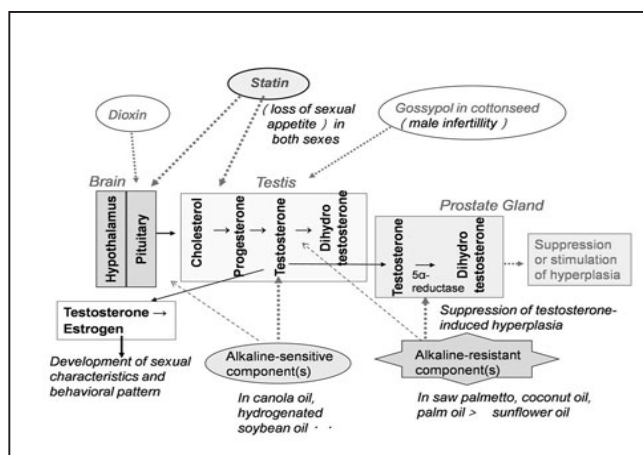 Statin
(loss of sexual
appetite ) in
both sexes
Dioxin
Gossypol in cottonseed
( male infertillity )
Brain
Hypothalamus
Pituitary
Testis
Cholesterol
→
Progesterone
→
Testosterone
→
Dihydro
testosterone
Prostate Gland
Testosterone
→
5α-
reductase
Dihydro
testosterone
Suppression
or stimulation
of hyperplasia
Testosterone →
Estrogen
Development of sexual
characteristics and
behavioral pattern
Suppression of testosterone-
induced hyperplasia
Alkaline-sensitive
component(s)
In canola oil,
hydrogenated
soybean oil · ·
Alkaline-resistant
component(s)
In saw palmetto, coconut oil,
palm oil > sunflower oil